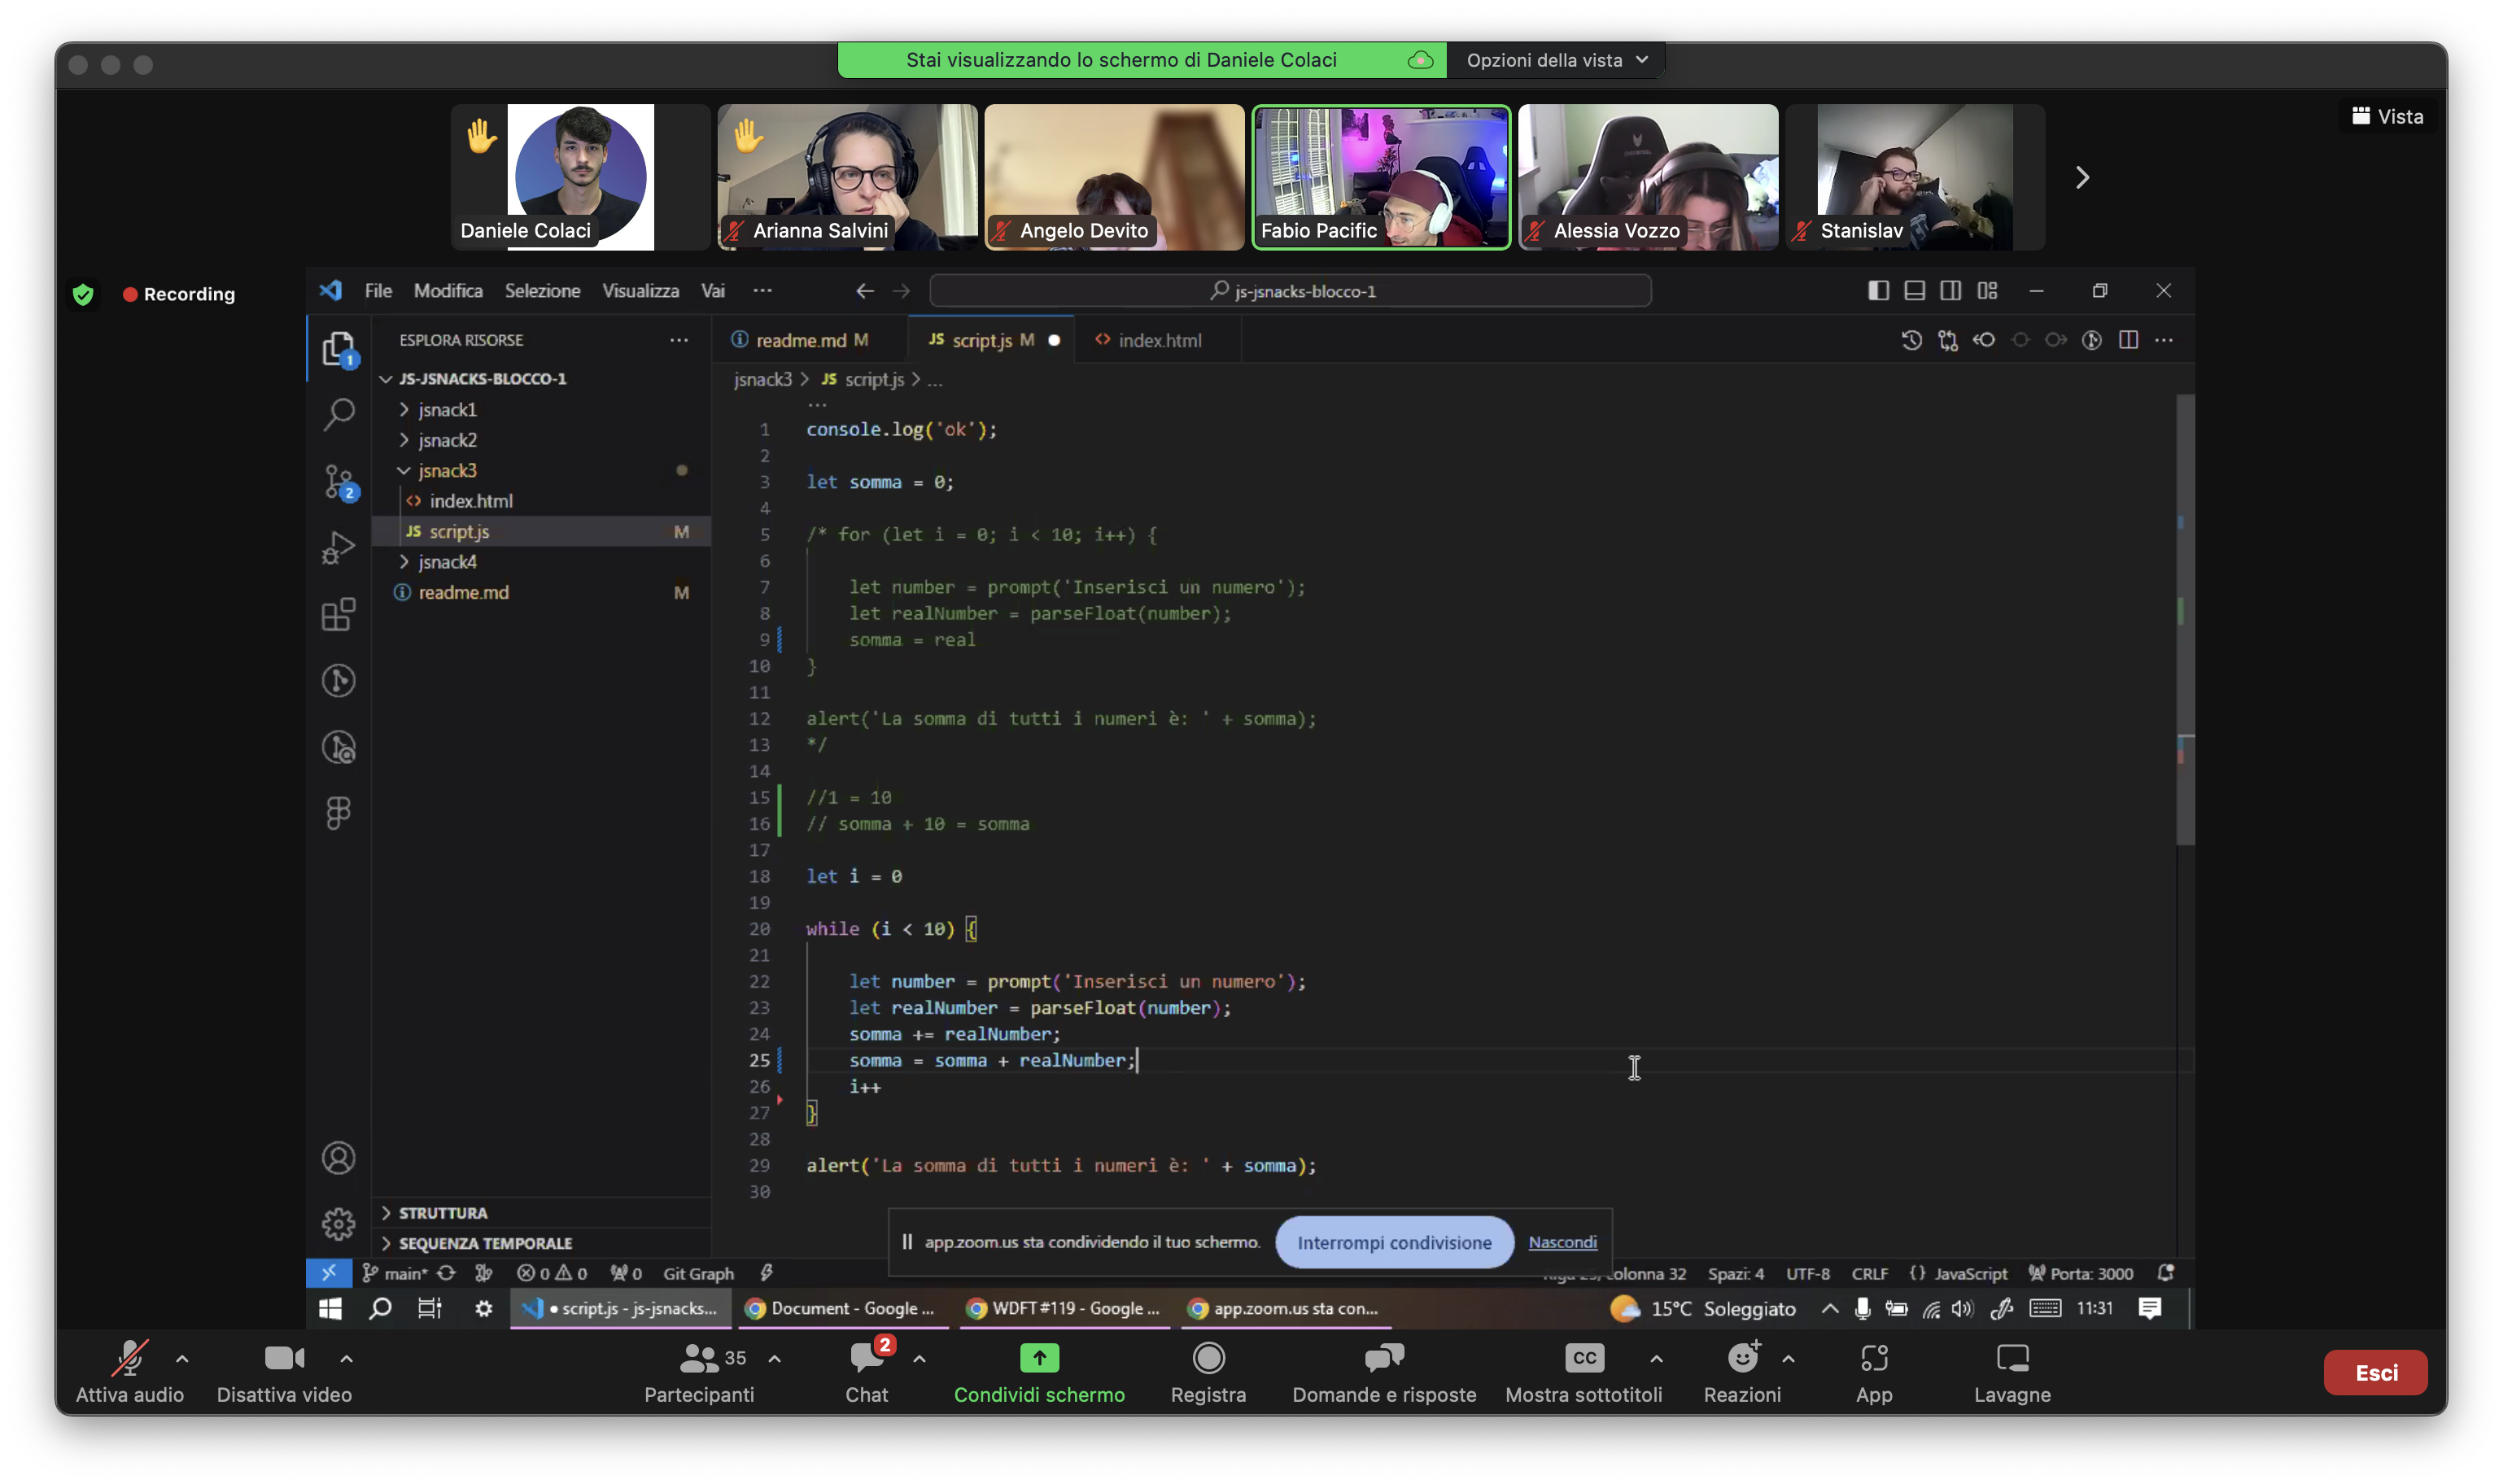 Stai visualizzando lo schermo di Daniele Colaci
Opzioni della vista
Vista
Daniele Colaci
Arianna Salvini
Angelo Devito
Fabio Pacific
Alessia Vozzo
Stanislav
Recording
File Modifica Selezione Visualizza Vai ...
js-jsnacks-blocco-1
ESPLORA RISORSE ...
readme.md M
JS script.js M
index.html
JS-JSNACKS-BLOCCO-1
jsnack1
jsnack2
jsnack3
index.html
JS script.js M
jsnack4
readme.md M
STRUTTURA
SEQUENZA TEMPORALE
1
2
jsnack3 > JS script.js > ...
...
1 console.log('ok');
2
3 let somma = 0;
4
5 /* for (let i = 0; i < 10; i++) {
6
7 let number = prompt('Inserisci un numero');
8 let realNumber = parseFloat(number);
9 somma = real
10 }
11
12 alert('La somma di tutti i numeri è: ' + somma);
13 */
14
15 //1 = 10
16 // somma + 10 = somma
17
18 let i = 0
19
20 while (i < 10) {
21
22 let number = prompt('Inserisci un numero');
23 let realNumber = parseFloat(number);
24 somma += realNumber;
25 somma = somma + realNumber;
26 i++
27 }
28
29 alert('La somma di tutti i numeri è: ' + somma);
30
app.zoom.us sta condividendo il tuo schermo.
Interrompi condivisione
Nascondi
main* 0 0 0 Git Graph
colonna 32 Spazi: 4 UTF-8 CRLF {} JavaScript Porta: 3000
script.js - js-jsnacks...
Document - Google ...
WDFT #119 - Google ...
app.zoom.us sta con...
15°C Soleggiato
11:31
Attiva audio
Disattiva video
35
Partecipanti
2
Chat
Condividi schermo
Registra
Domande e risposte
CC
Mostra sottotitoli
Reazioni
App
Lavagne
Esci